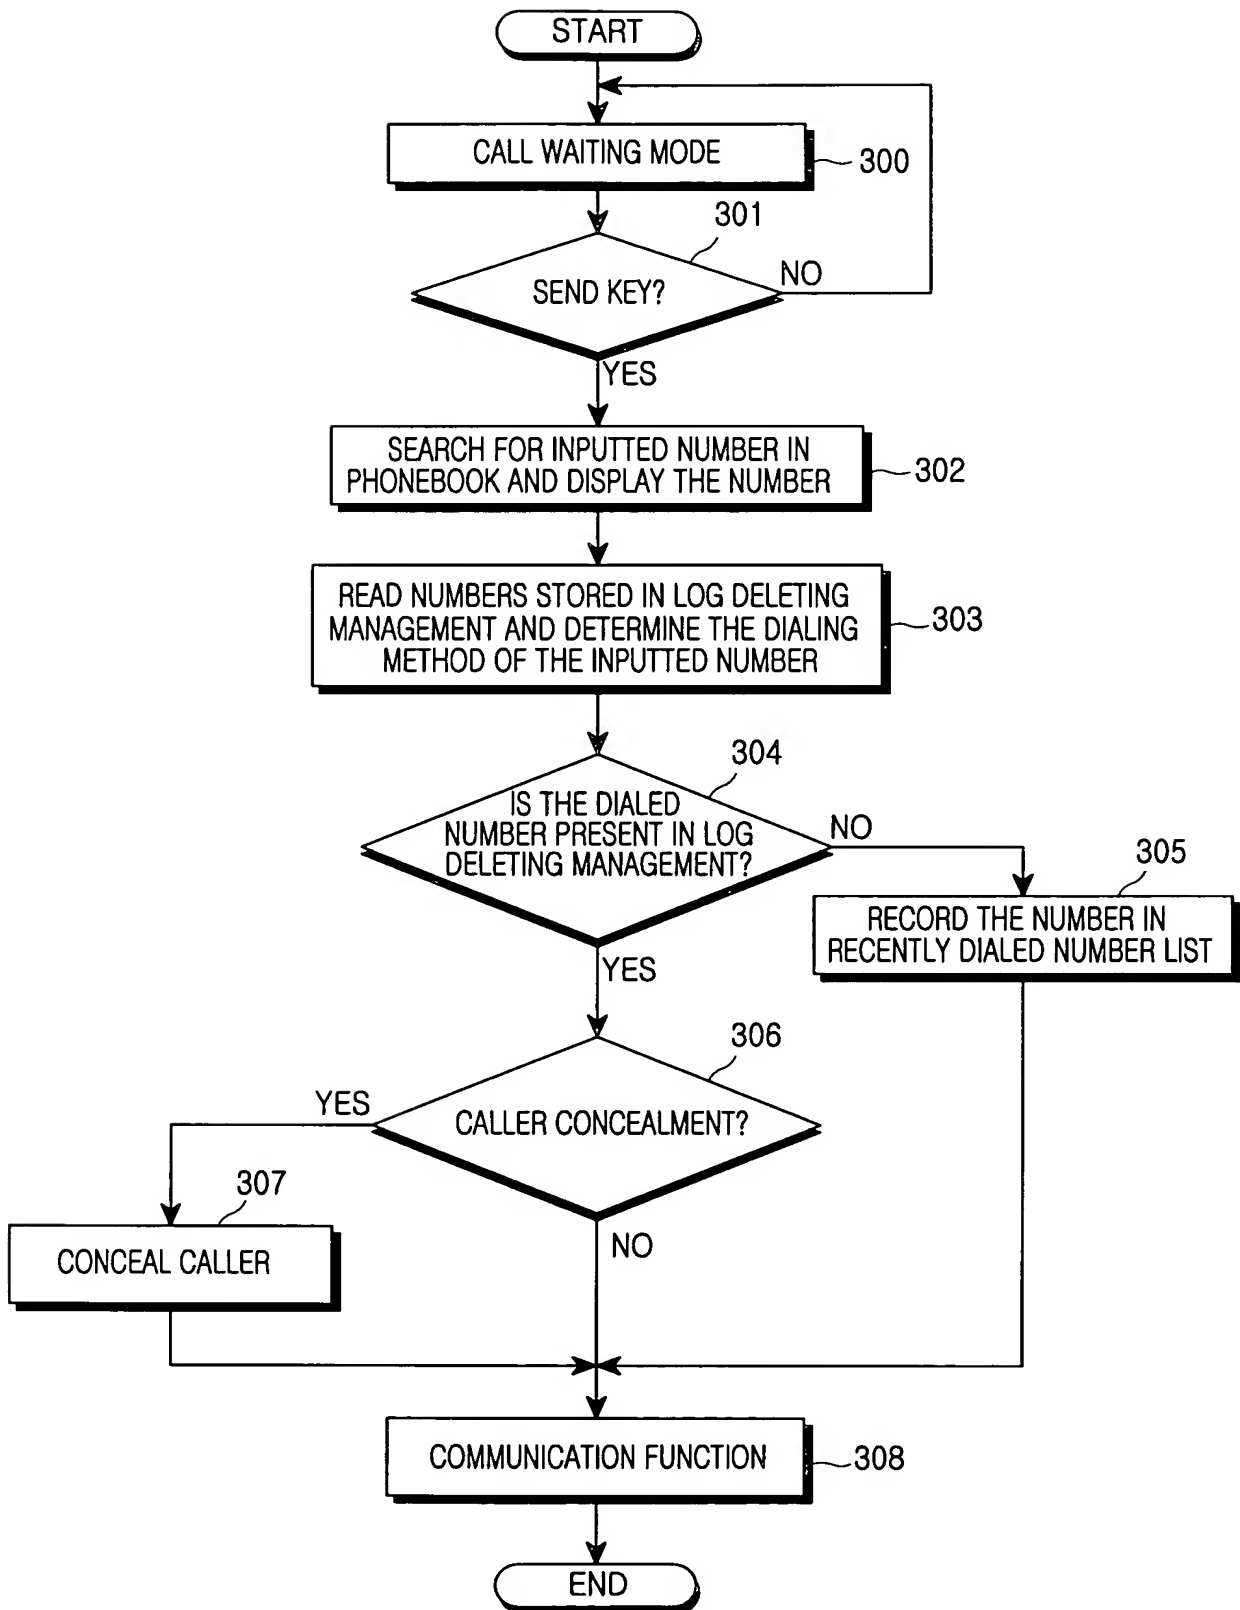 START
CALL WAITING MODE
300
301
SEND KEY?
NO
YES
SEARCH FOR INPUTTED NUMBER IN
PHONEBOOK AND DISPLAY THE NUMBER
302
READ NUMBERS STORED IN LOG DELETING
MANAGEMENT AND DETERMINE THE DIALING
METHOD OF THE INPUTTED NUMBER
303
304
IS THE DIALED
NUMBER PRESENT IN LOG
DELETING MANAGEMENT?
NO
YES
305
RECORD THE NUMBER IN
RECENTLY DIALED NUMBER LIST
306
CALLER CONCEALMENT?
YES
NO
307
CONCEAL CALLER
COMMUNICATION FUNCTION
308
END